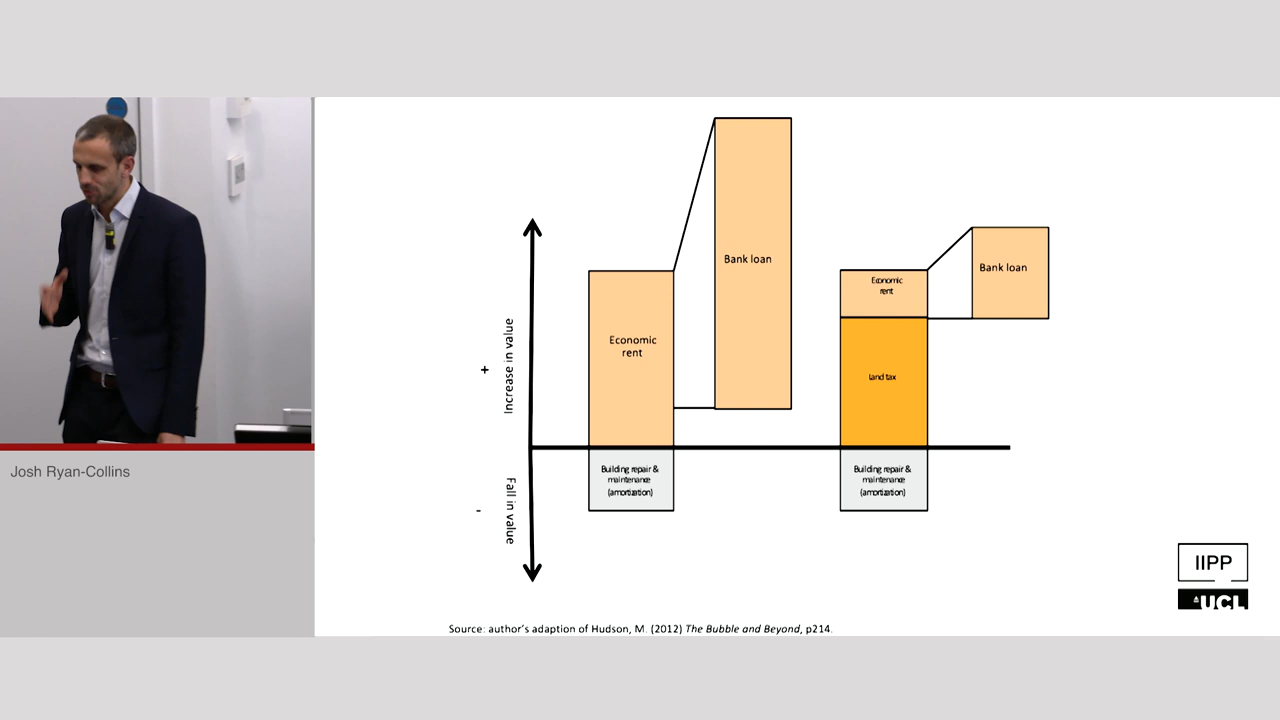 Josh Ryan-Collins
+
Increase in value
-
Fall in value
Economic
rent
Bank loan
Building repair &
maintenance
(amortization)
Economic
rent
Land tax
Bank loan
Building repair &
maintenance
(amortization)
IIPP
UCL
Source: author's adaption of Hudson, M. (2012) The Bubble and Beyond, p214.